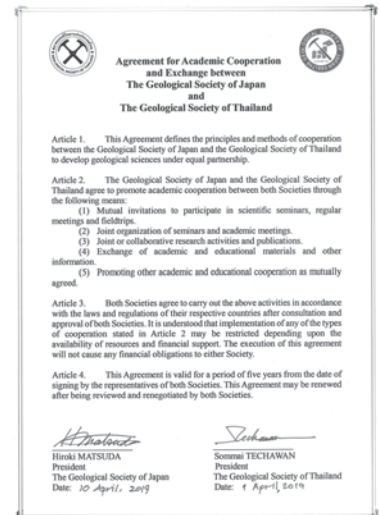 Agreement for Academic Cooperation
and Exchange between
The Geological Society of Japan
and
The Geological Society of Thailand
Article 1. This Agreement defines the principles and methods of cooperation
between the Geological Society of Japan and the Geological Society of Thailand
to develop geological sciences under equal partnership.
Article 2. The Geological Society of Japan and the Geological Society of
Thailand agree to promote academic cooperation between both Societies through
the following means:
(1) Mutual invitations to participate in scientific seminars, regular
meetings and fieldtrips.
(2) Joint organization of seminars and academic meetings.
(3) Joint or collaborative research activities and publications.
(4) Exchange of academic and educational materials and other
information.
(5) Promoting other academic and educational cooperation as mutually
agreed.
Article 3. Both Societies agree to carry out the above activities in accordance
with the laws and regulations of their respective countries after consultation and
approval of both Societies. It is understood that implementation of any of the types
of cooperation stated in Article 2 may be restricted depending upon the
availability of resources and financial support. The execution of this agreement
will not cause any financial obligations to either Society.
Article 4. This Agreement is valid for a period of five years from the date of
signing by the representatives of both Societies. This Agreement may be renewed
after being reviewed and renegotiated by both Societies.
H. Matsuda
Techawan
Hiroki MATSUDA
President
The Geological Society of Japan
Date: 10 April, 2019
Sommai TECHAWAN
President
The Geological Society of Thailand
Date: 9 April, 2019